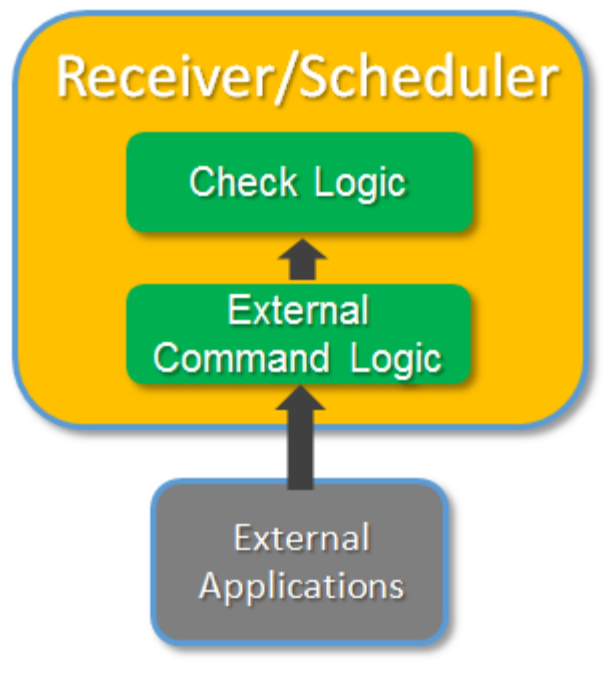 Receiver/Scheduler
Check Logic
External
Command Logic
External
Applications